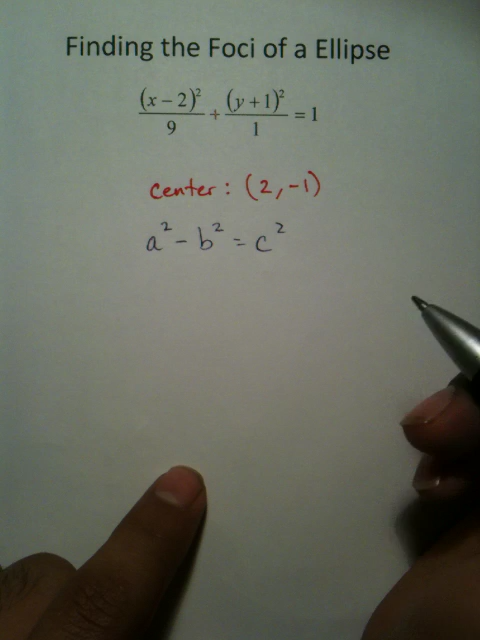 Finding the Foci of a Ellipse
(x – 2)²/9 + (y + 1)²/1 = 1
center: (2, -1)
a² - b² = c²